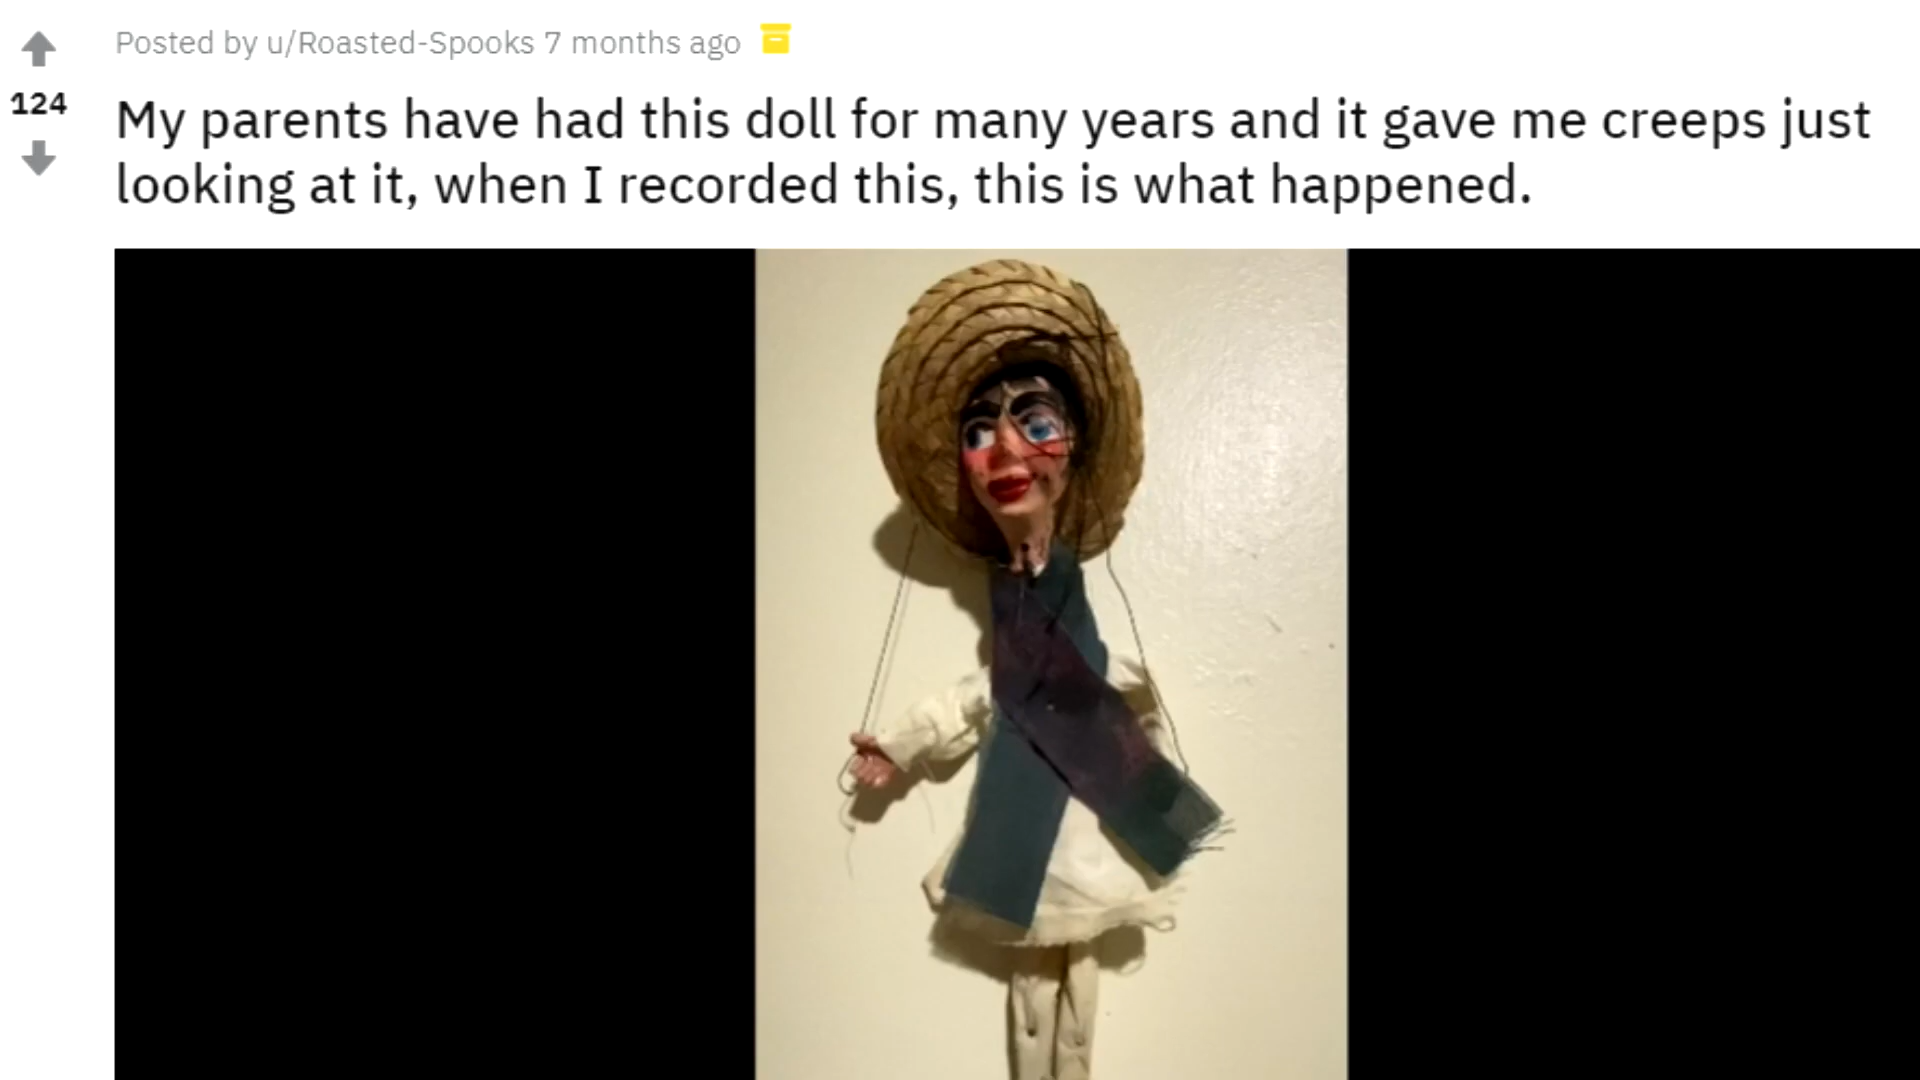 Posted by u/Roasted-Spooks 7 months ago
124
My parents have had this doll for many years and it gave me creeps just
looking at it, when I recorded this, this is what happened.